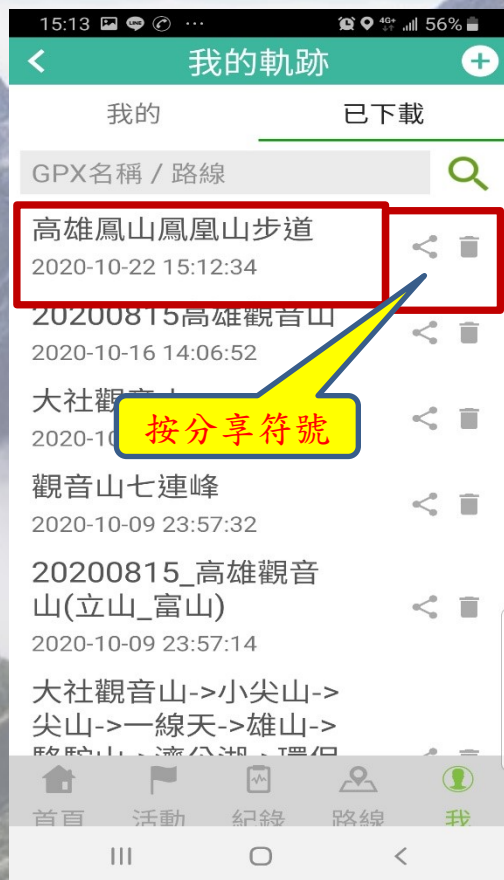 15:13 ... 4G+ 56%
我的軌跡
我的 已下載
GPX名稱 / 路線
高雄鳳山鳳凰山步道
2020-10-22 15:12:34
20200815高雄觀音山
2020-10-16 14:06:52
大社觀
按分享符號
2020-10
觀音山七連峰
2020-10-09 23:57:32
20200815_高雄觀音
山(立山_富山)
2020-10-09 23:57:14
大社觀音山->小尖山->
尖山->一線天->雄山->
首頁 活動 紀錄 路線 我